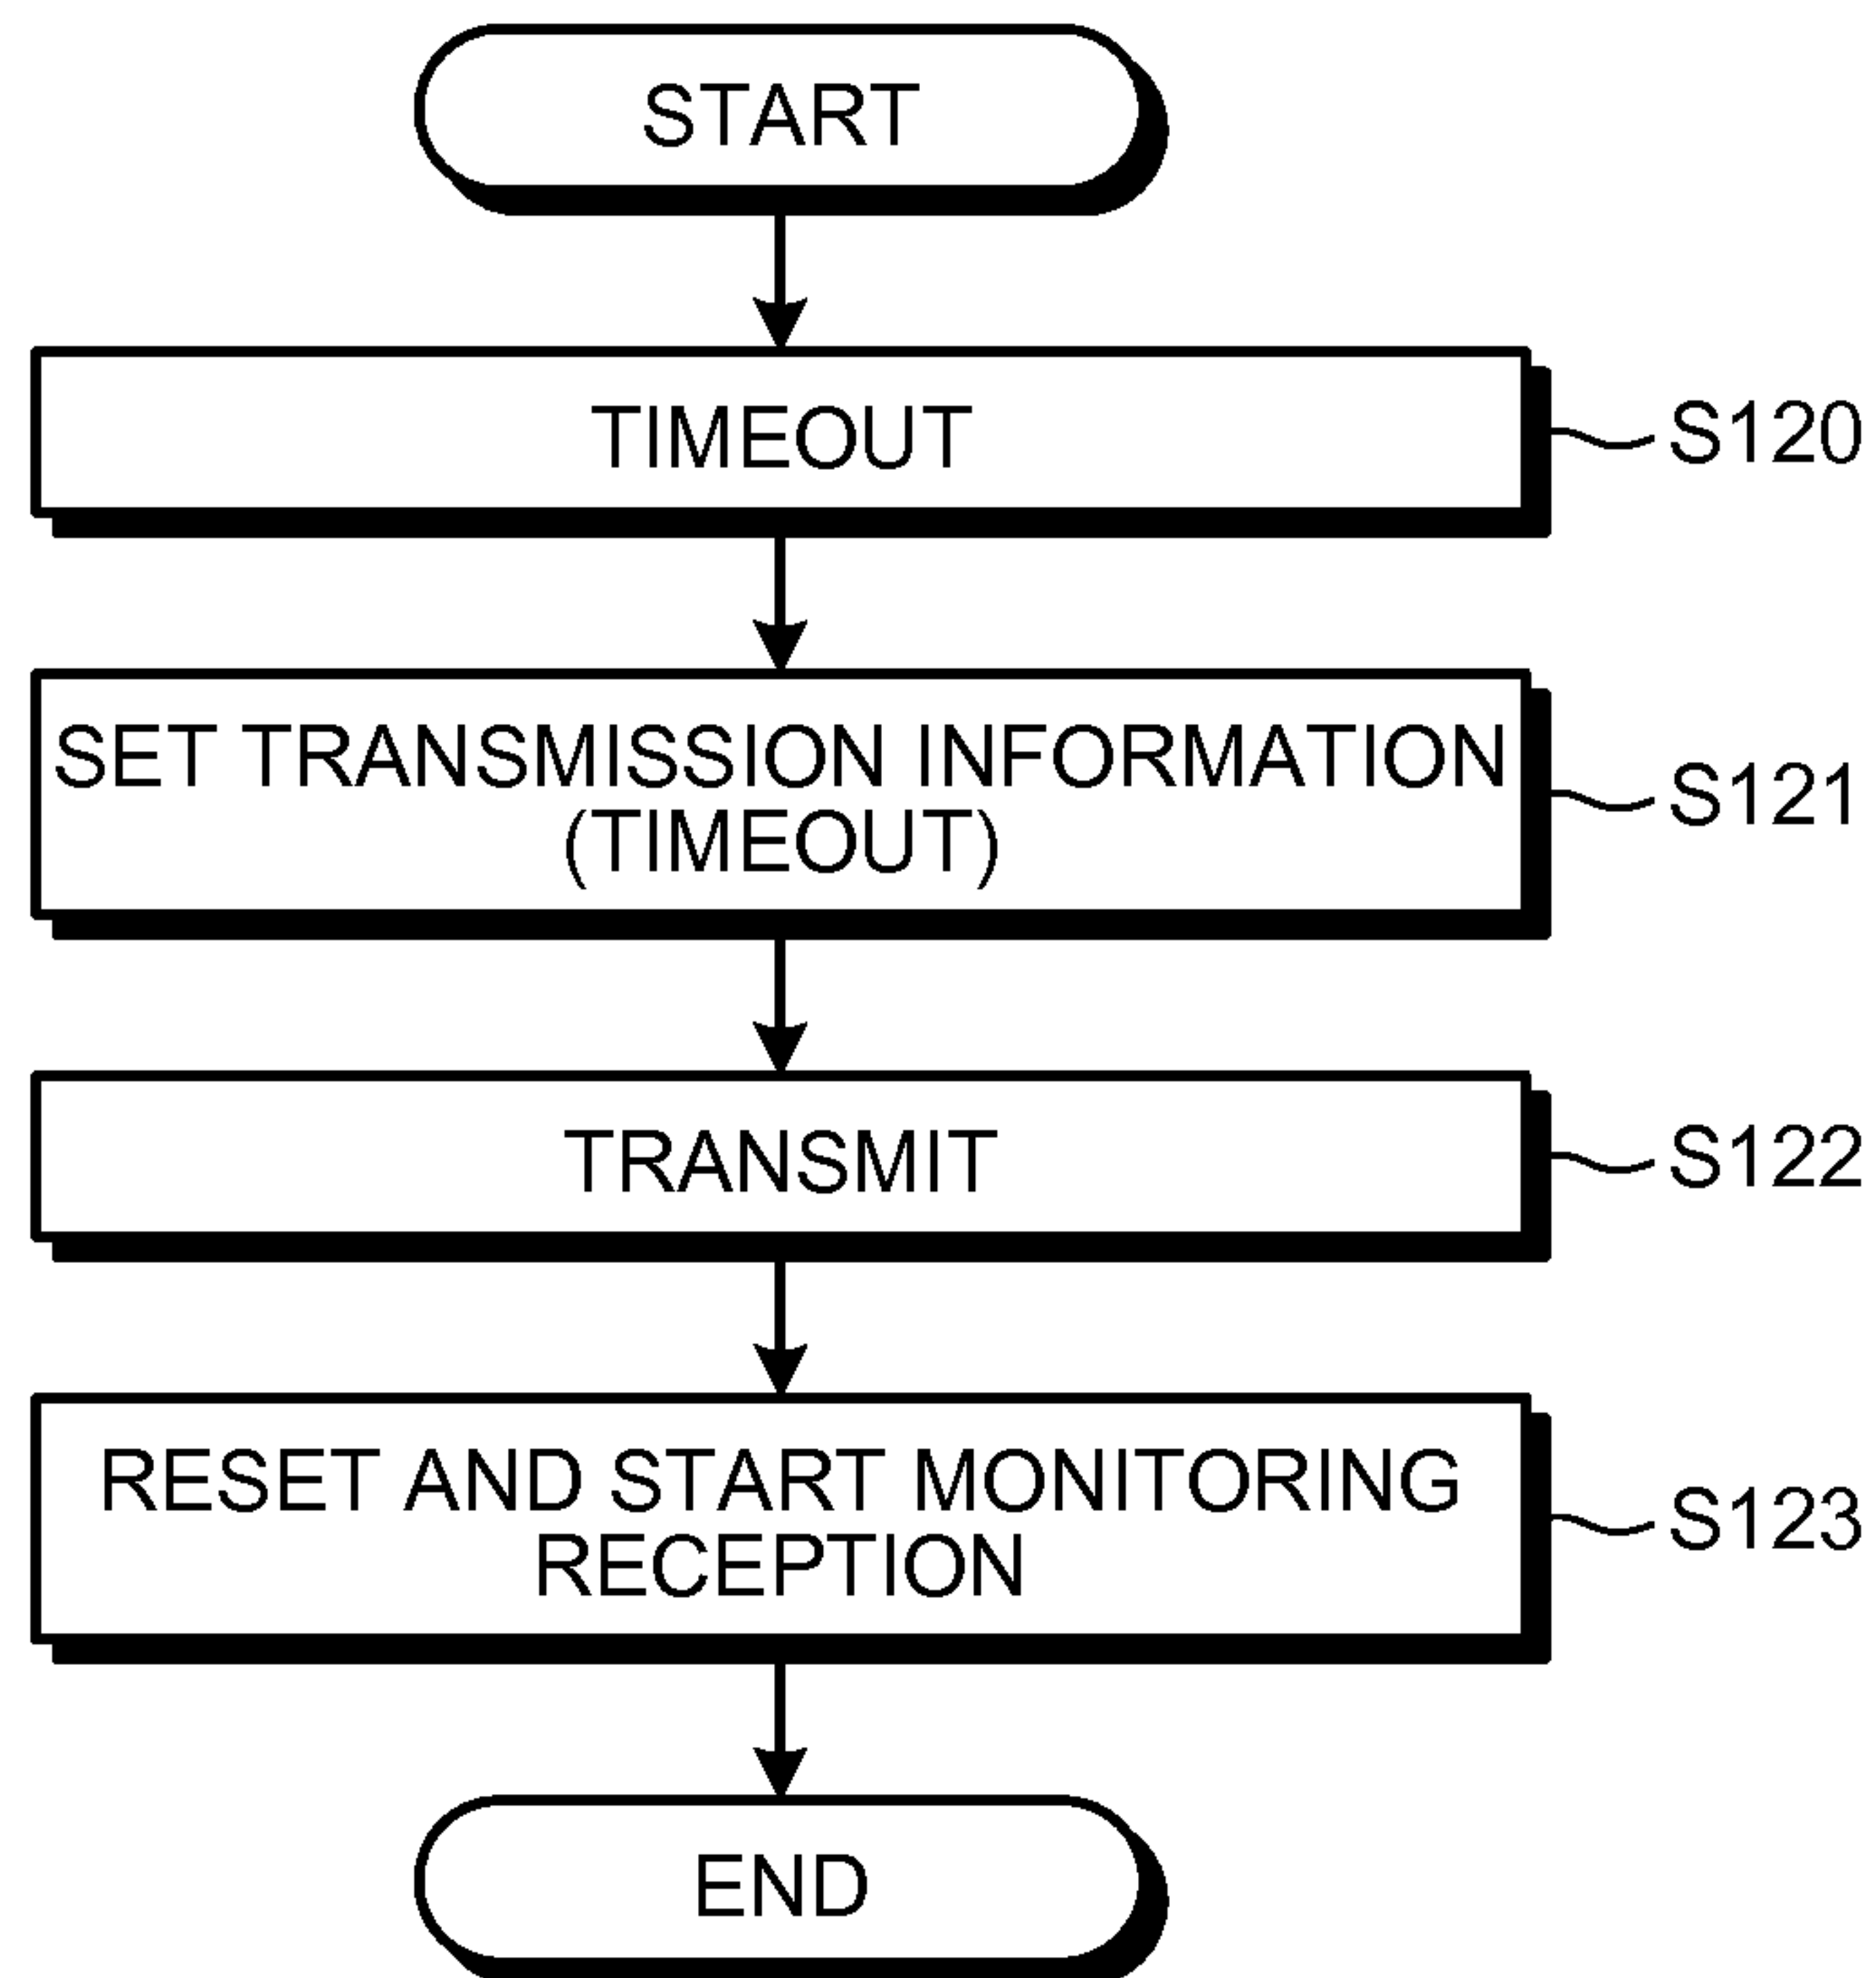 START
TIMEOUT
S120
SET TRANSMISSION INFORMATION
(TIMEOUT)
S121
TRANSMIT
S122
RESET AND START MONITORING
RECEPTION
S123
END